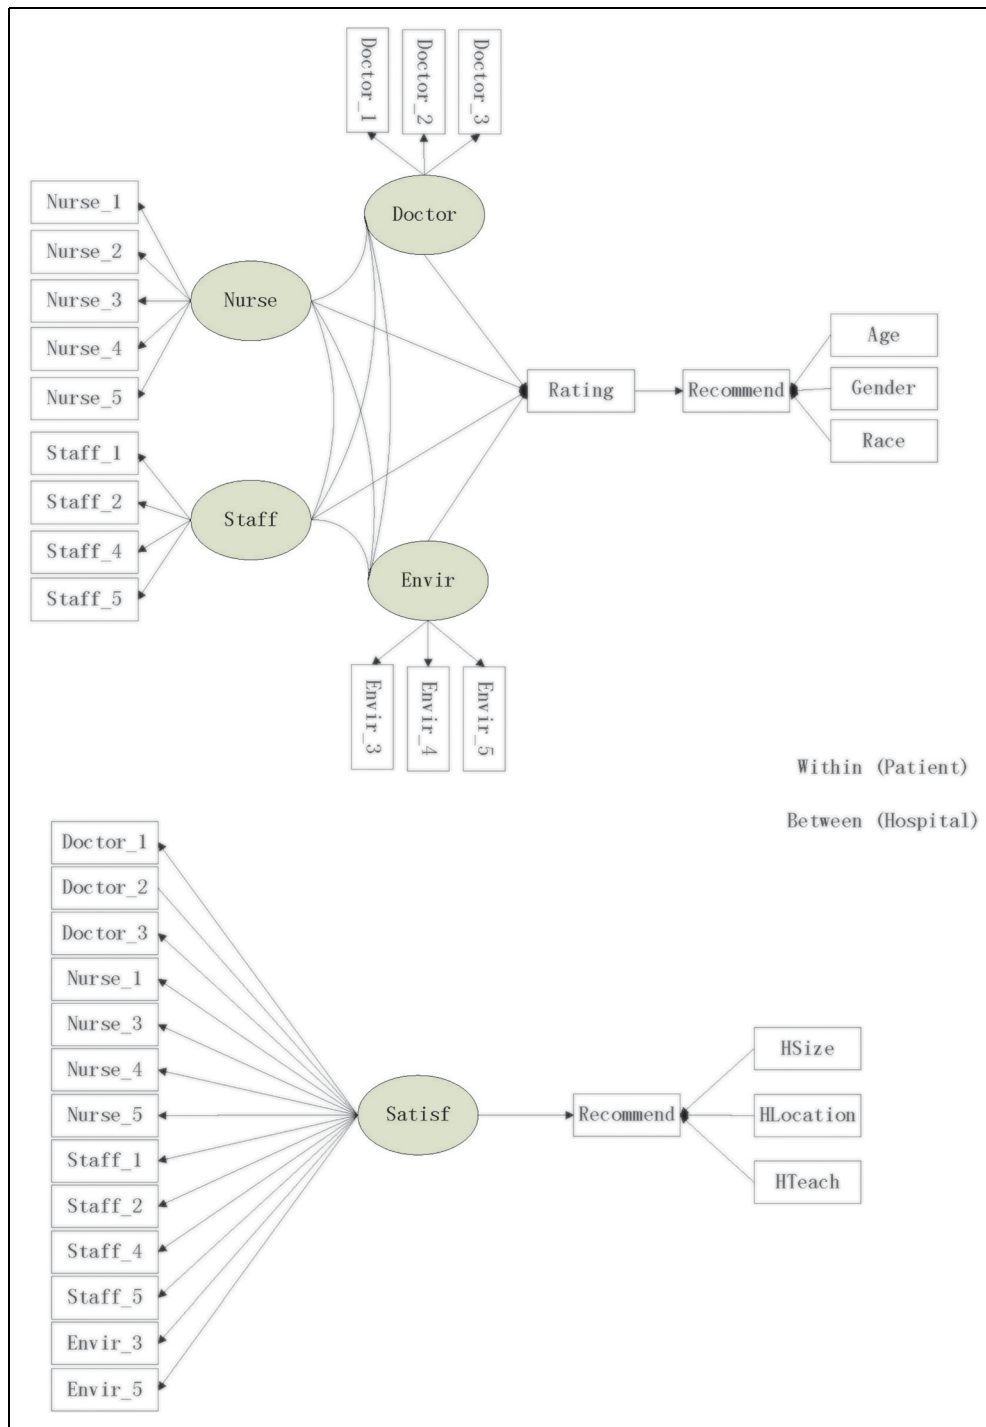 Doctor_1
Doctor_2
Doctor_3
Doctor
Nurse_1
Nurse_2
Nurse_3
Nurse_4
Nurse_5
Nurse
Staff_1
Staff_2
Staff_4
Staff_5
Staff
Envir
Envir_3
Envir_4
Envir_5
Rating
Recommend
Age
Gender
Race
Within (Patient)
Between (Hospital)
Doctor_1
Doctor_2
Doctor_3
Nurse_1
Nurse_3
Nurse_4
Nurse_5
Staff_1
Staff_2
Staff_4
Staff_5
Envir_3
Envir_5
Satisf
Recommend
HSize
HLocation
HTeach